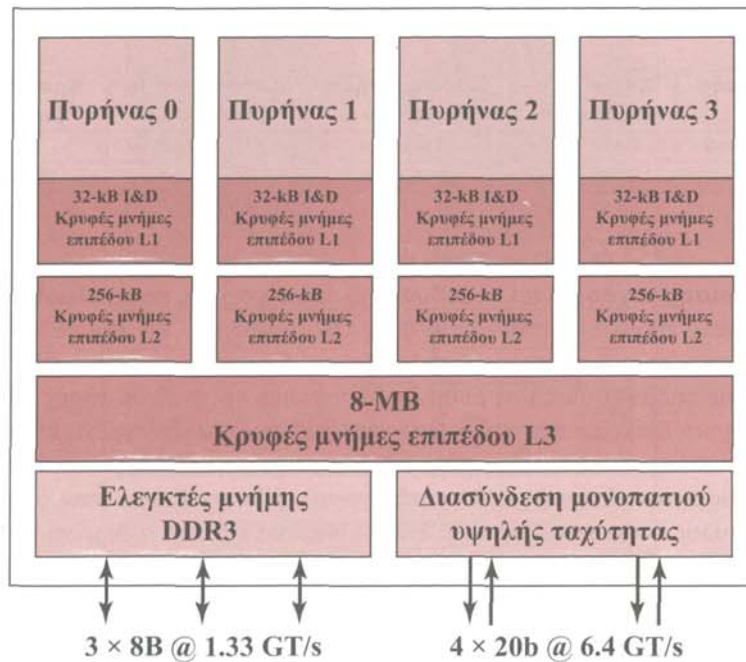 Πυρήνας 0
Πυρήνας 1
Πυρήνας 2
Πυρήνας 3
32-kB I&D
Κρυφές μνήμες
επιπέδου L1
32-kB I&D
Κρυφές μνήμες
επιπέδου L1
32-kB I&D
Κρυφές μνήμες
επιπέδου L1
32-kB I&D
Κρυφές μνήμες
επιπέδου L1
256-kB
Κρυφές μνήμες
επιπέδου L2
256-kB
Κρυφές μνήμες
επιπέδου L2
256-kB
Κρυφές μνήμες
επιπέδου L2
256-kB
Κρυφές μνήμες
επιπέδου L2
8-MB
Κρυφές μνήμες επιπέδου L3
Ελεγκτές μνήμης
DDR3
Διασύνδεση μονοπατιού
υψηλής ταχύτητας
3 × 8B @ 1.33 GT/s
4 × 20b @ 6.4 GT/s